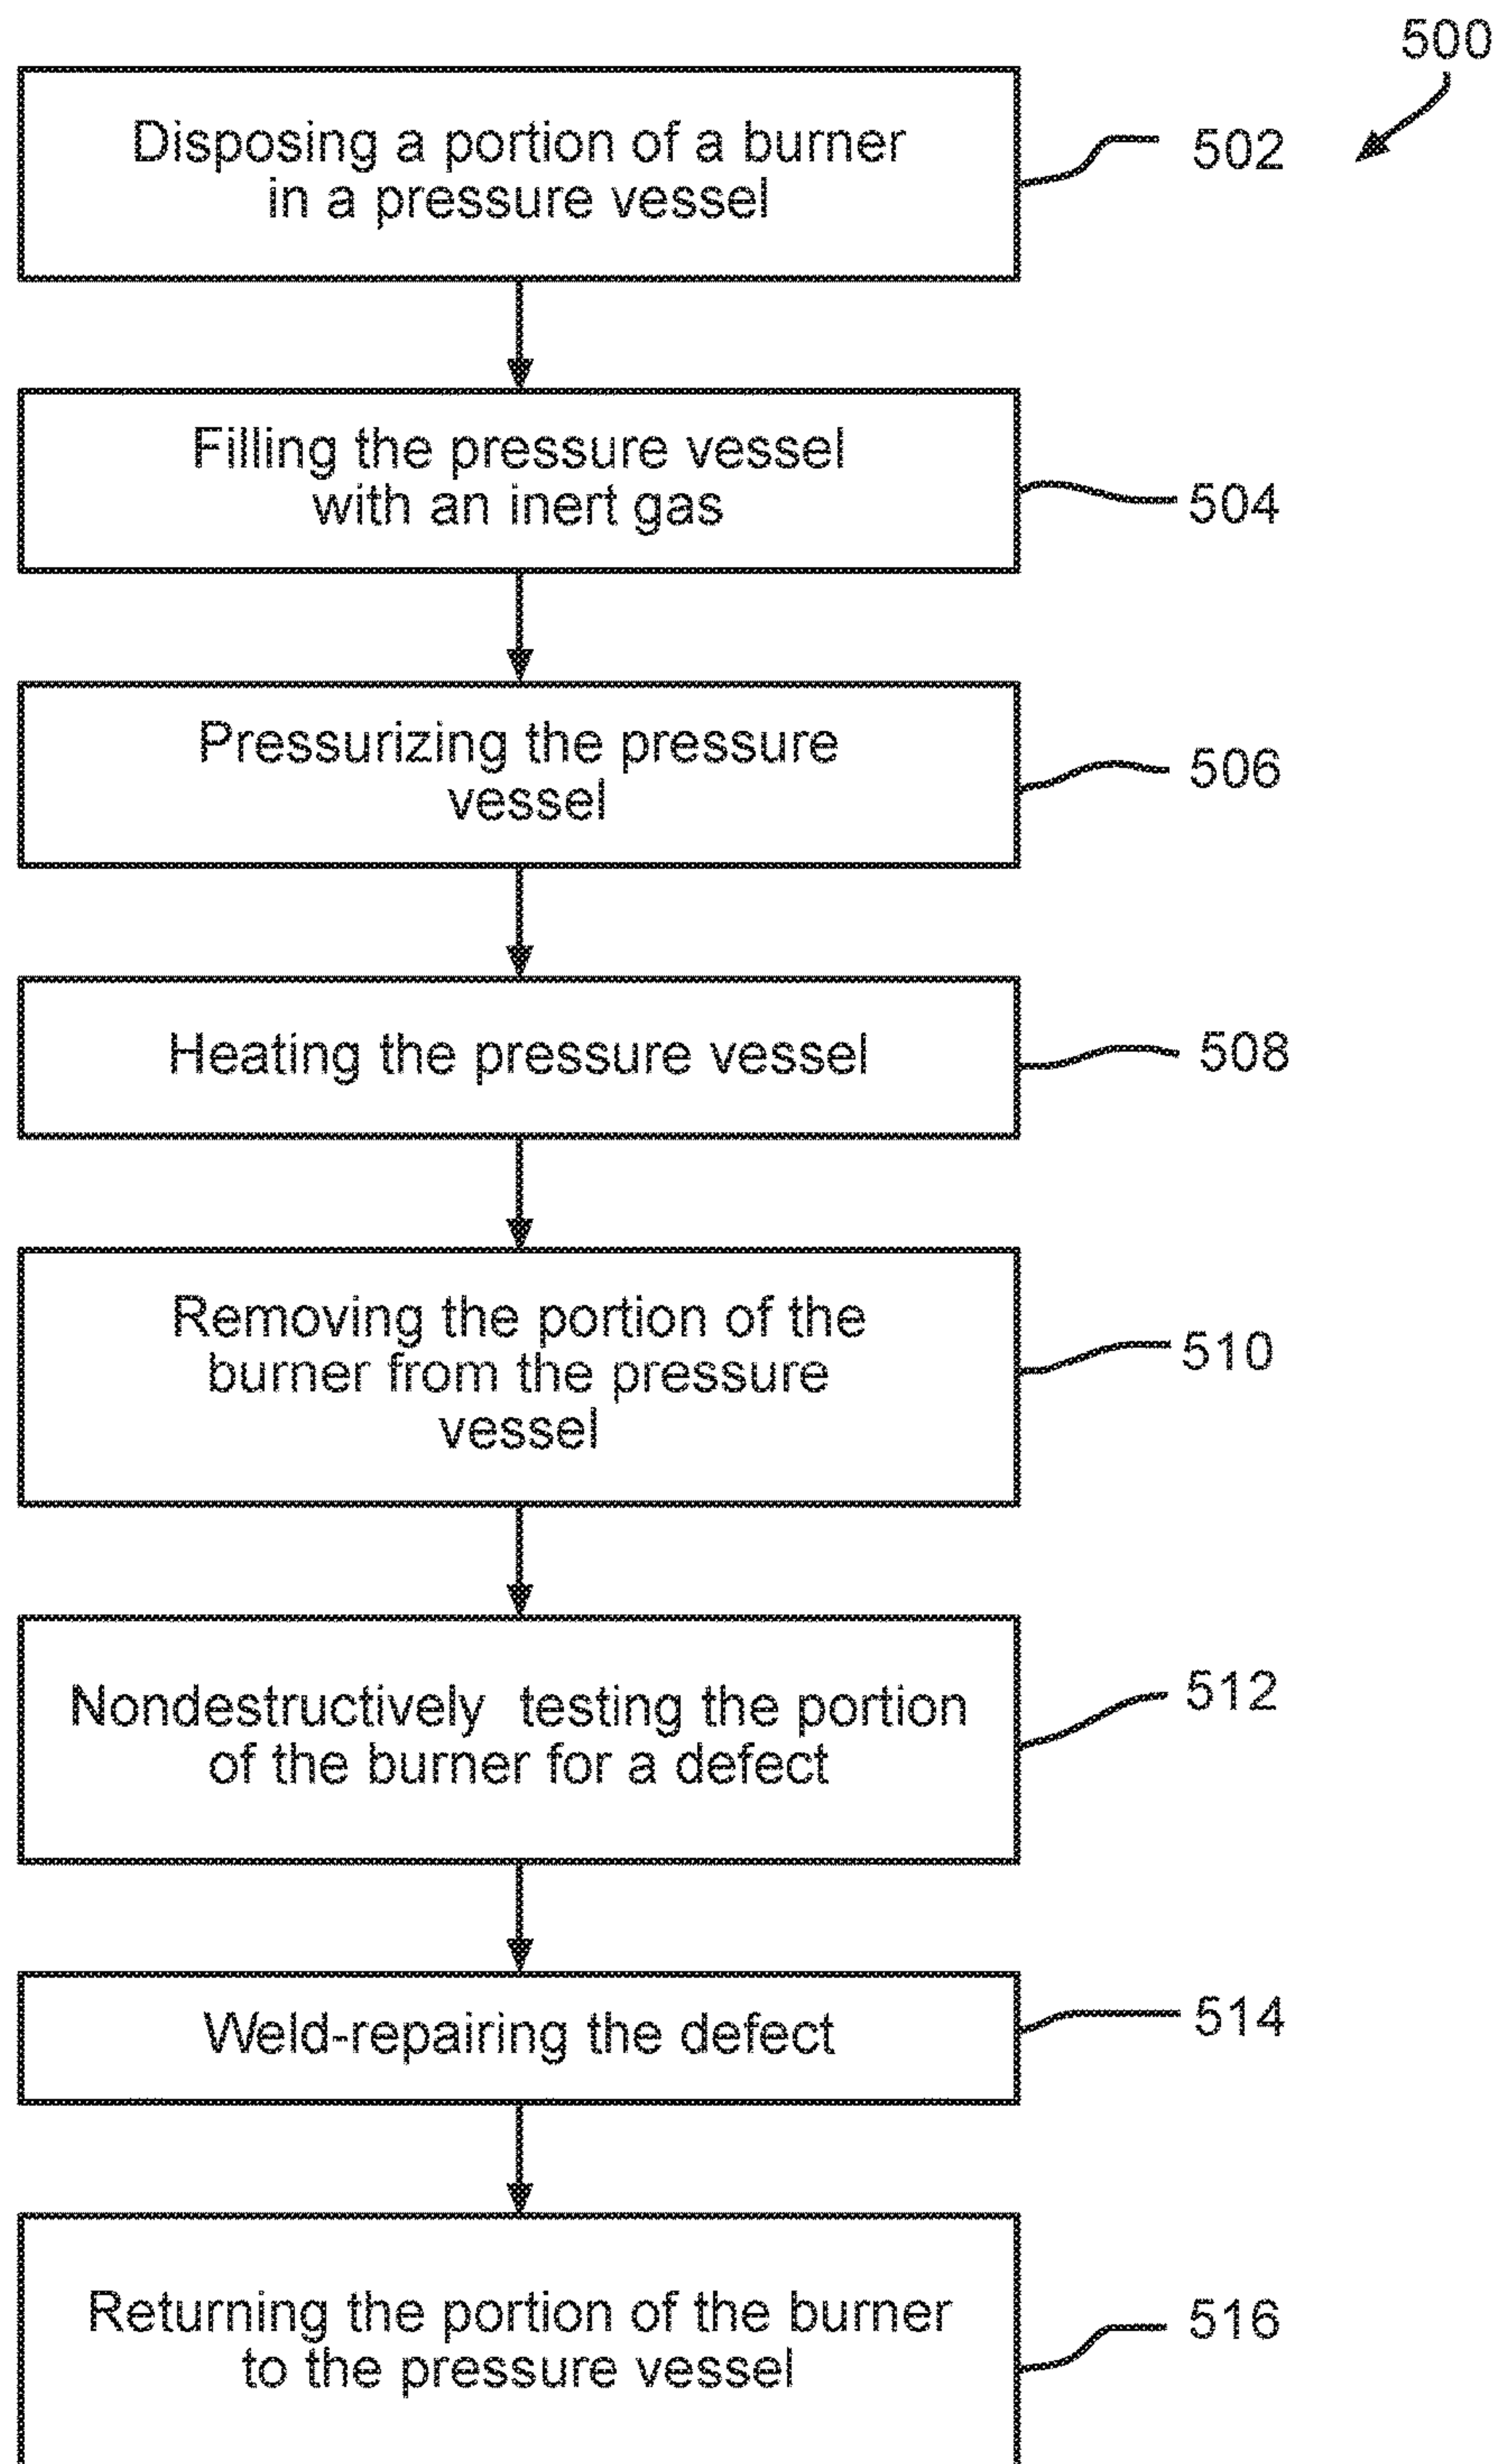 500
Disposing a portion of a burner
in a pressure vessel
502
Filling the pressure vessel
with an inert gas
504
Pressurizing the pressure
vessel
506
Heating the pressure vessel
508
Removing the portion of the
burner from the pressure
vessel
510
Nondestructively testing the portion
of the burner for a defect
512
Weld-repairing the defect
514
Returning the portion of the burner
to the pressure vessel
516